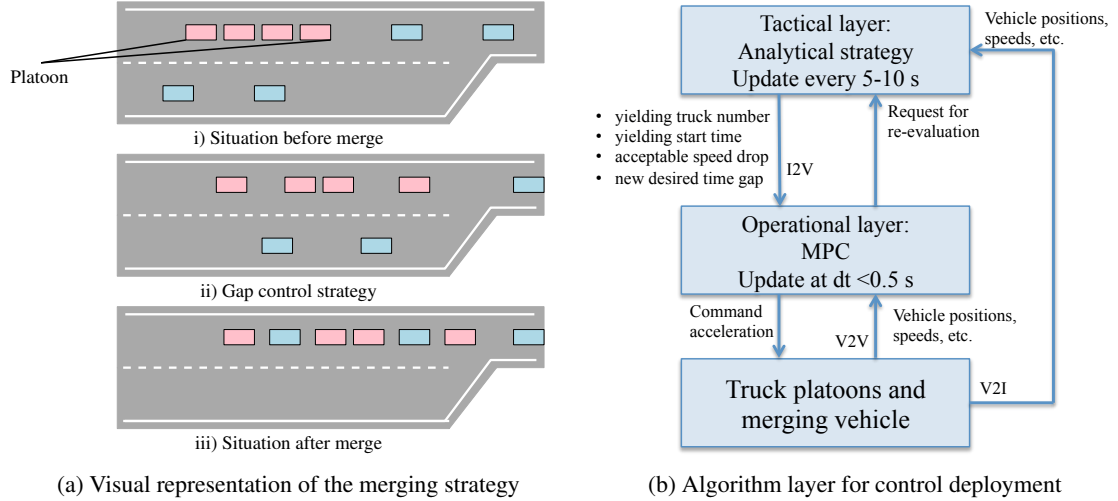 Platoon
i) Situation before merge
ii) Gap control strategy
iii) Situation after merge
(a) Visual representation of the merging strategy
Tactical layer:
Analytical strategy
Update every 5-10 s
Vehicle positions,
speeds, etc.
• yielding truck number
• yielding start time
• acceptable speed drop
• new desired time gap
I2V
Request for
re-evaluation
Operational layer:
MPC
Update at dt <0.5 s
Command
acceleration
V2V
Vehicle positions,
speeds, etc.
Truck platoons and
merging vehicle
V2I
(b) Algorithm layer for control deployment